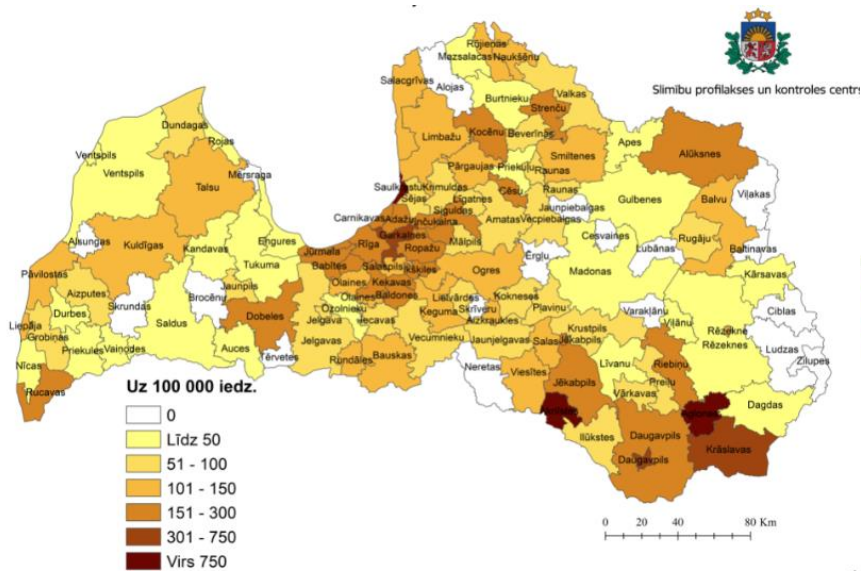 Slimību profilakses un kontroles centrs
Rūjienas
Mazsalacas
Naukšēnu
Salacgrīvas
Alojas
Valkas
Burtnieku
Strenču
Dundagas
Rojas
Limbažu
Kocēnu
Beverīnas
Apes
Alūksnes
Ventspils
Ventspils
Mērsraga
Talsu
Pārgaujas
Priekuļu
Smiltenes
Raunas
Saulkrastu
Krimuldas
Sējas
Līgatnes
Cēsu
Raunas
Gulbenes
Balvu
Viļakas
Jaunpiebalgas
Carnikavas
Ādažu
Inčukalna
Siguldas
Amatas
Vecpiebalgas
Alsungas
Kuldīgas
Kandavas
Engures
Garkalnes
Rīga
Ropažu
Mālpils
Cesvaines
Rugāju
Baltinavas
Tukuma
Jūrmala
Babītes
Salaspils
Ikšķiles
Ērgļu
Lubānas
Madonas
Kārsavas
Pāvilostas
Aizputes
Skrundas
Brocēnu
Jaunpils
Olaines
Olaines
Ķekavas
Baldones
Ogres
Durbes
Saldus
Dobeles
Ozolnieku
Jelgava
Iecavas
Lielvārdes
Kokneses
Skrīveru
Ķeguma
Aizkraukles
Pļaviņu
Varakļānu
Viļānu
Ciblas
Liepāja
Grobiņas
Krustpils
Rēzekne
Rēzeknes
Priekules
Vaiņodes
Auces
Tērvetes
Jelgavas
Vecumnieku
Jaunjelgavas
Salas
Jēkabpils
Ludzas
Zilupes
Nīcas
Rundāles
Bauskas
Neretas
Viesītes
Līvānu
Riebiņu
Preiļu
Rucavas
Jēkabpils
Vārkavas
Dagdas
Aglonas
Ilūkstes
Daugavpils
Daugavpils
Krāslavas
Uz 100 000 iedz.
0
Līdz 50
51 - 100
101 - 150
151 - 300
301 - 750
Virs 750
0 20 40 80 Km